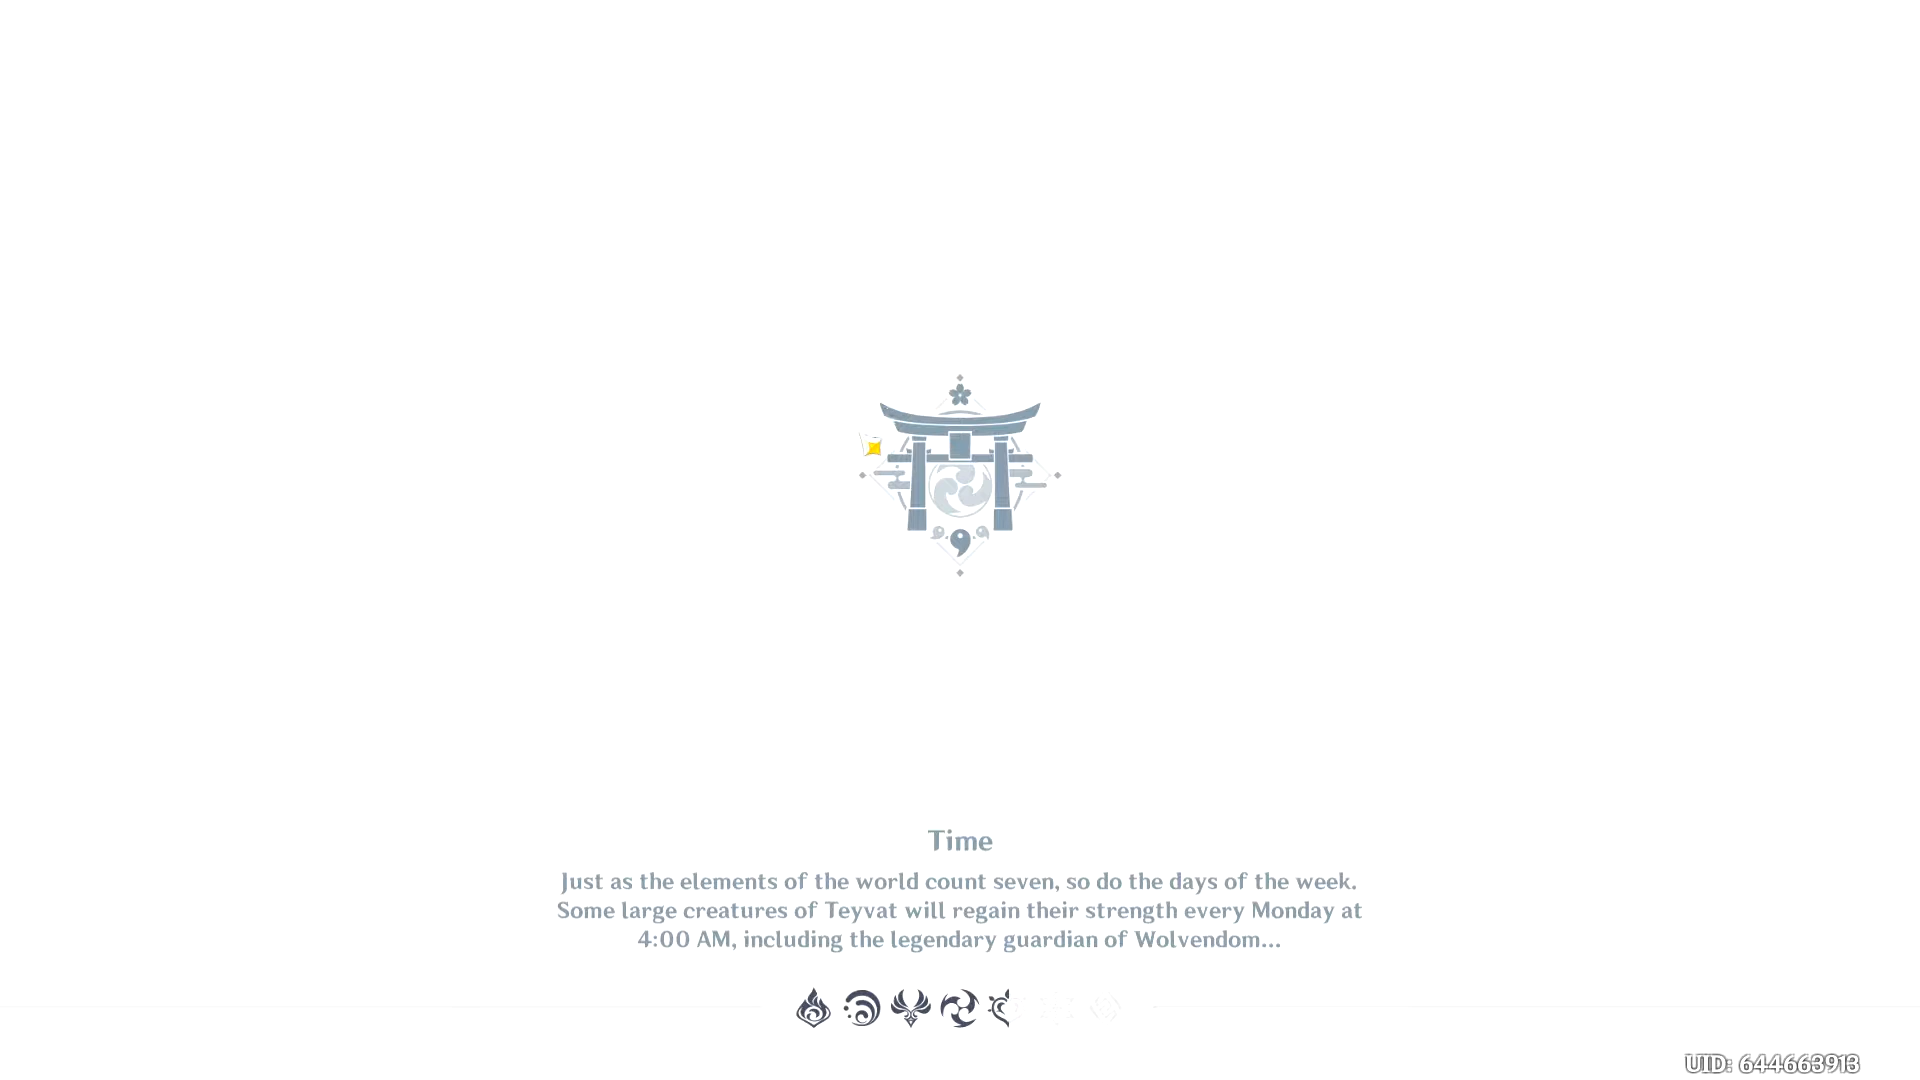 Time
Just as the elements of the world count seven, so do the days of the week.
Some large creatures of Teyvat will regain their strength every Monday at
4:00 AM, including the legendary guardian of Wolvendom...
UID: 644663913